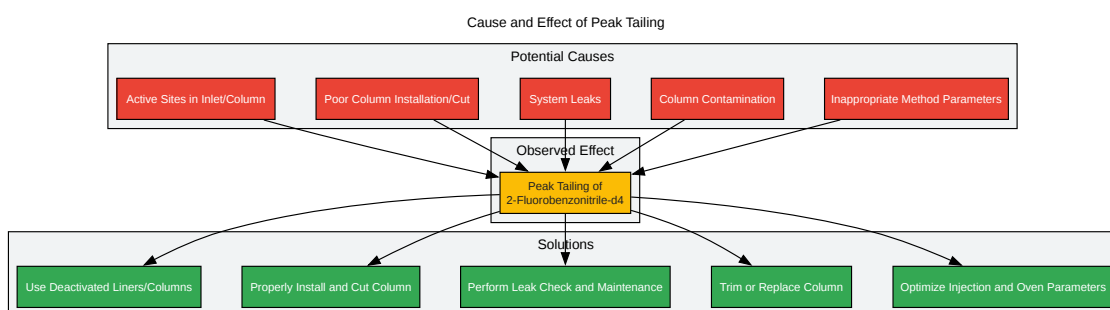 Cause and Effect of Peak Tailing
Potential Causes
Active Sites in Inlet/Column
Poor Column Installation/Cut
System Leaks
Column Contamination
Inappropriate Method Parameters
Observed Effect
Peak Tailing of
2-Fluorobenzonitrile-d4
Solutions
Use Deactivated Liners/Columns
Properly Install and Cut Column
Perform Leak Check and Maintenance
Trim or Replace Column
Optimize Injection and Oven Parameters